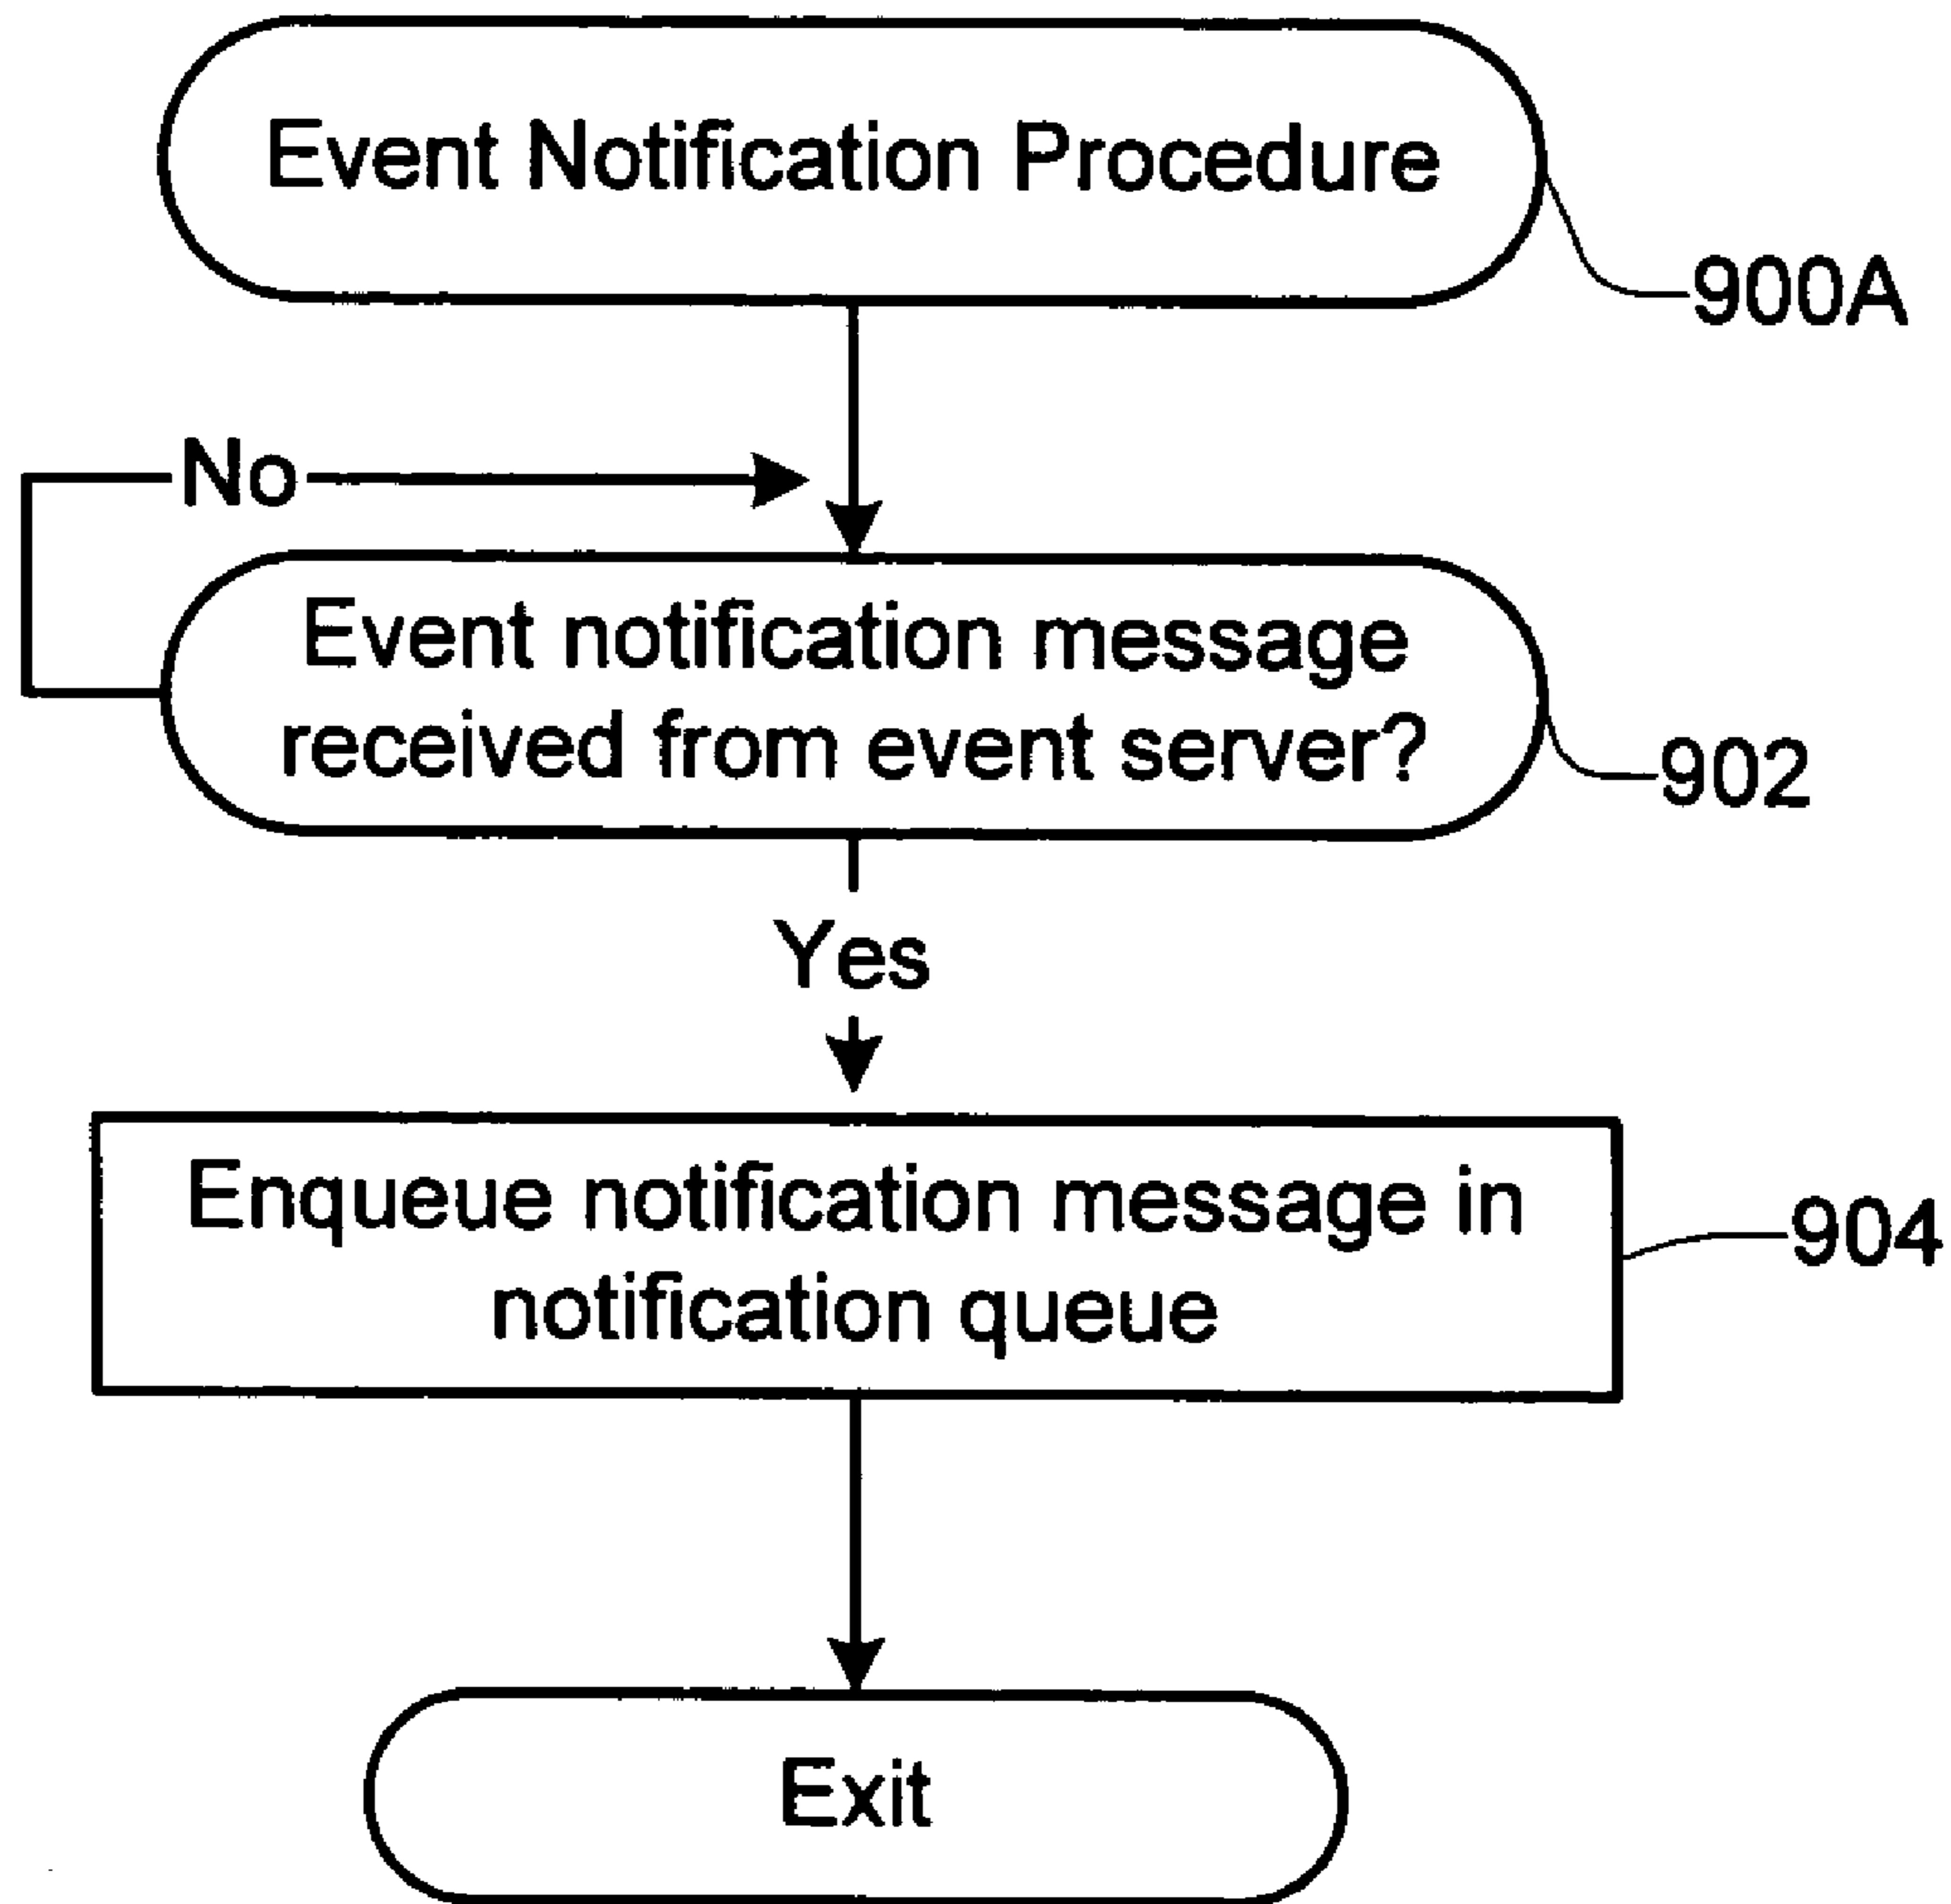 Event Notification Procedure
900A
No
Event notification message
received from event server?
902
Yes
Enqueue notification message in
notification queue
904
Exit